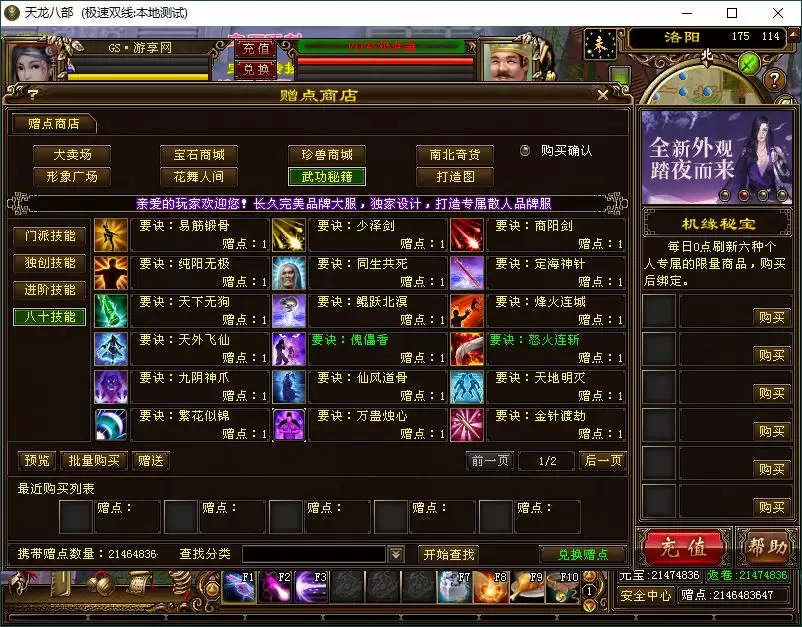 天龙八部 (极速双线:本地测试)
GS·游享网
充值
兑换
洛阳 175 114
北
赠点商店
赠点商店
大卖场 宝石商城 珍兽商城 南北奇货 购买确认
形象广场 花舞人间 武功秘籍 打造图
亲爱的玩家欢迎您! 长久完美品牌大服，独家设计，打造专属散人品牌服
门派技能
独创技能
进阶技能
八十技能
要诀：易筋锻骨 要诀：少泽剑 要诀：商阳剑
赠点：1 赠点：1 赠点：1
要诀：纯阳无极 要诀：同生共死 要诀：定海神针
赠点：1 赠点：1 赠点：1
要诀：天下无狗 要诀：鲲跃北溟 要诀：烽火连城
赠点：1 赠点：1 赠点：1
要诀：天外飞仙 要诀：傀儡香 要诀：怒火连斩
赠点：1 赠点：1 赠点：1
要诀：九阴神爪 要诀：仙风道骨 要诀：天地明灭
赠点：1 赠点：1 赠点：1
要诀：繁花似锦 要诀：万蛊烛心 要诀：金针渡劫
赠点：1 赠点：1 赠点：1
预览 批量购买 赠送 前一页 1/2 后一页
最近购买列表
赠点： 赠点： 赠点： 赠点： 赠点：
携带赠点数量：21464836 查找分类 开始查找 兑换赠点
全新外观
踏夜而来
机缘秘宝
每日0点刷新六种个
人专属的限量商品，购买
后绑定。
购买
购买
购买
购买
购买
购买
充值 帮助
元宝:21474836 返卷:21474836
安全中心 赠点:2146483647
F1 F2 F3 F7 F8 F9 F10 1